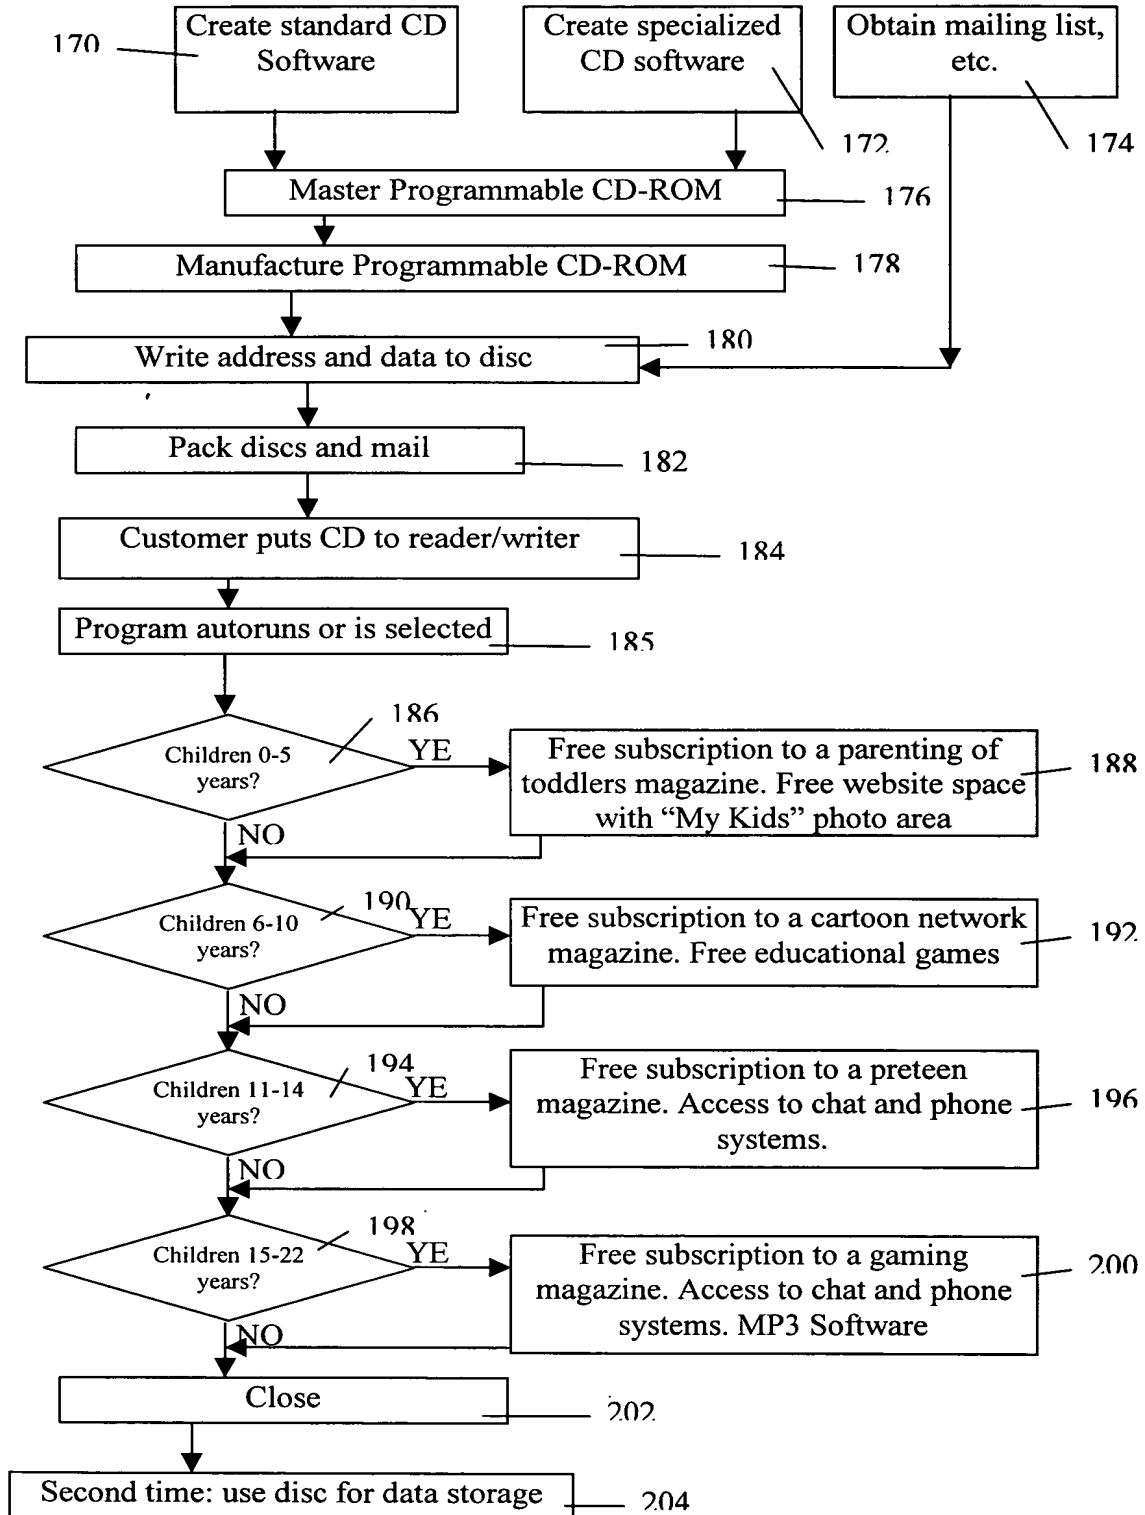 170
Create standard CD
Software
Create specialized
CD software
172
Obtain mailing list,
etc.
174
Master Programmable CD-ROM
176
Manufacture Programmable CD-ROM
178
Write address and data to disc
180
Pack discs and mail
182
Customer puts CD to reader/writer
184
Program autoruns or is selected
185
Children 0-5
years?
186
YE
NO
Free subscription to a parenting of
toddlers magazine. Free website space
with “My Kids” photo area
188
Children 6-10
years?
190
YE
NO
Free subscription to a cartoon network
magazine. Free educational games
192
Children 11-14
years?
194
YE
NO
Free subscription to a preteen
magazine. Access to chat and phone
systems.
196
Children 15-22
years?
198
YE
NO
Free subscription to a gaming
magazine. Access to chat and phone
systems. MP3 Software
200
Close
202
Second time: use disc for data storage
204